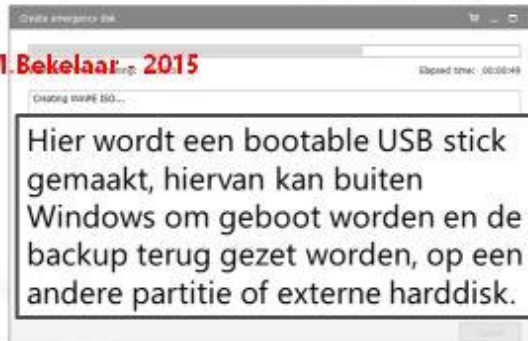 Create emergency disk
M.Bekelaar - 2015
Elapsed time: 00:00:49
Creating WinPE ISO...
Hier wordt een bootable USB stick
gemaakt, hiervan kan buiten
Windows om geboot worden en de
backup terug gezet worden, op een
andere partitie of externe harddisk.